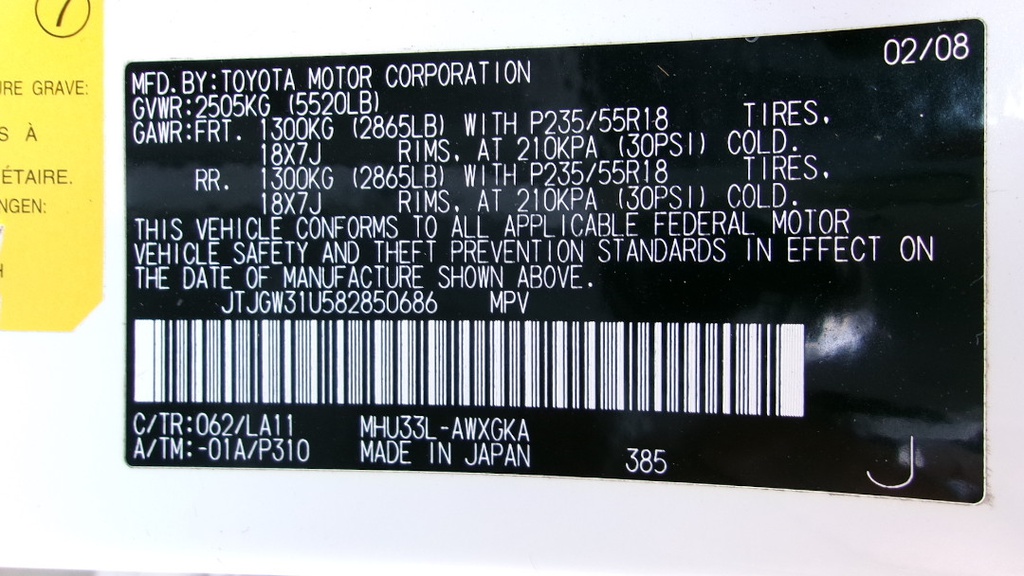 7
URE GRAVE:
S À
ÉTAIRE.
NGEN:
H
02/08
MFD.BY:TOYOTA MOTOR CORPORATION
GVWR:2505KG (5520LB)
GAWR:FRT. 1300KG (2865LB) WITH P235/55R18 TIRES,
18X7J RIMS, AT 210KPA (30PSI) COLD.
RR. 1300KG (2865LB) WITH P235/55R18 TIRES,
18X7J RIMS, AT 210KPA (30PSI) COLD.
THIS VEHICLE CONFORMS TO ALL APPLICABLE FEDERAL MOTOR
VEHICLE SAFETY AND THEFT PREVENTION STANDARDS IN EFFECT ON
THE DATE OF MANUFACTURE SHOWN ABOVE.
JTJGW31U582850686 MPV
C/TR:062/LA11 MHU33L-AWXGKA
A/TM:-01A/P310 MADE IN JAPAN 385 J